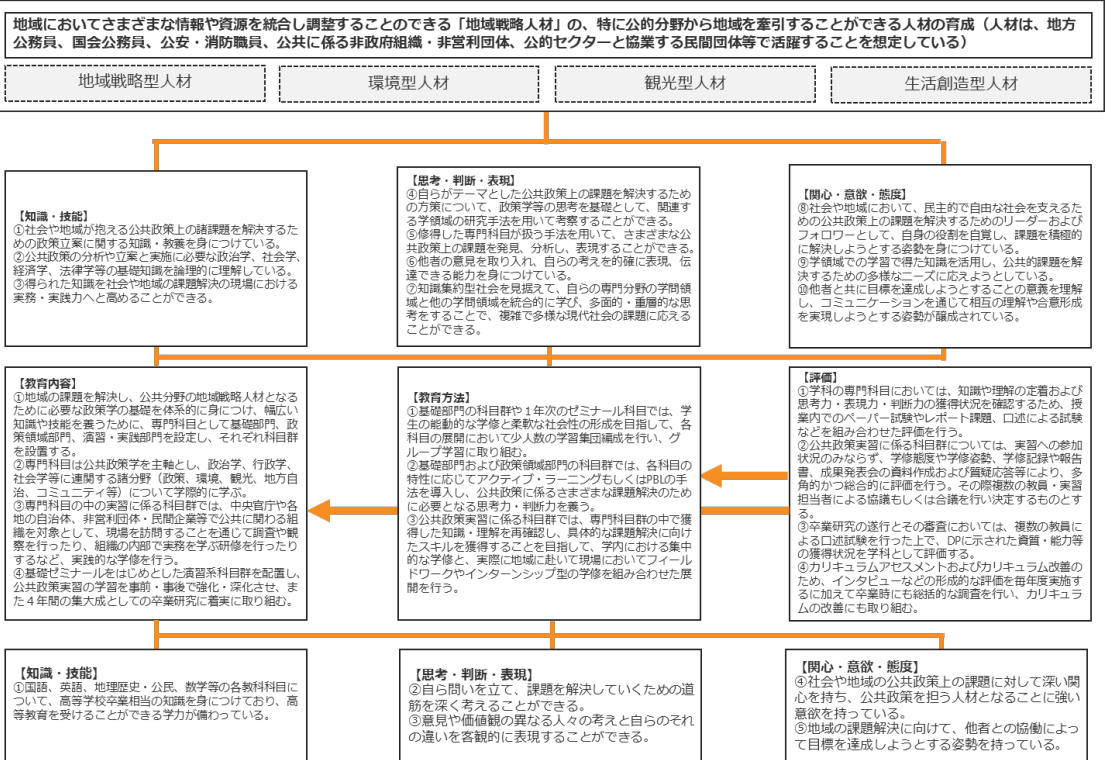 地域においてさまざまな情報や資源を統合し調整することのできる「地域戦略人材」の、特に公的分野から地域を牽引することができる人材の育成（人材は、地方
公務員、国会公務員、公安・消防職員、公共に係る非政府組織・非営利団体、公的セクターと協業する民間団体等で活躍することを想定している）
地域戦略型人材
環境型人材
観光型人材
生活創造型人材
【知識・技能】
①社会や地域が抱える公共政策上の諸課題を解決するた
めの政策立案に関する知識・教養を身につけている。
②公共政策の分析や立案と実施に必要な政治学、社会学、
経済学、法律学等の基礎知識を論理的に理解している。
③得られた知識を社会や地域の課題解決の現場における
実務・実践力へと高めることができる。
【思考・判断・表現】
④自らがテーマとした公共政策上の課題を解決するため
の方策について、政策学等の思考を基礎として、関連す
る学領域の研究手法を用いて考察することができる。
⑤修得した専門科目が扱う手法を用いて、さまざまな公
共政策上の課題を発見、分析し、表現することができる。
⑥他者の意見を取り入れ、自らの考えを的確に表現、伝
達できる能力を身につけている。
⑦知識集約型社会を見据えて、自らの専門分野の学問領
域と他の学問領域を統合的に学び、多面的・重層的な思
考をすることで、複雑で多様な現代社会の課題に応える
ことができる。
【関心・意欲・態度】
⑧社会や地域において、民主的で自由な社会を支えるた
めの公共政策上の課題を解決するためのリーダーおよび
フォロワーとして、自身の役割を自覚し、課題を積極的
に解決しようとする姿勢を身につけている。
⑨学領域での学習で得た知識を活用し、公共的課題を解
決するための多様なニーズに応えようとしている。
⑩他者と共に目標を達成しようとすることの意義を理解
し、コミュニケーションを通じて相互の理解や合意形成
を実現しようとする姿勢が醸成されている。
【教育内容】
①地域の課題を解決し、公共分野の地域戦略人材となる
ために必要な政策学の基礎を体系的に身につけ、幅広い
知識や技能を養うために、専門科目として基礎部門、政
策領域部門、演習・実践部門を設定し、それぞれ科目群
を設置する。
②専門科目は公共政策学を主軸とし、政治学、行政学、
社会学等に連関する諸分野（政策、環境、観光、地方自
治、コミュニティ等）について学際的に学ぶ。
③専門科目の中の実習に係る科目群では、中央官庁や各
地の自治体、非営利団体・民間企業等で公共に関わる組
織を対象として、現場を訪問することを通じて調査や観
察を行ったり、組織の内部で実務を学ぶ研修を行ったり
するなど、実践的な学修を行う。
④基礎ゼミナールをはじめとした演習系科目群を配置し、
公共政策実習の学習を事前・事後で強化・深化させ、ま
た４年間の集大成としての卒業研究に着実に取り組む。
【教育方法】
①基礎部門の科目群や１年次のゼミナール科目では、学
生の能動的な学修と柔軟な社会性の形成を目指して、各
科目の展開において少人数の学習集団編成を行い、グ
ループ学習に取り組む。
②基礎部門および政策領域部門の科目群では、各科目の
特性に応じてアクティブ・ラーニングもしくはPBLの手
法を導入し、公共政策に係るさまざまな課題解決のため
に必要となる思考力・判断力を養う。
③公共政策実習に係る科目群では、専門科目群の中で獲
得した知識・理解を再確認し、具体的な課題解決に向け
たスキルを獲得することを目指して、学内における集中
的な学修と、実際に地域に赴いて現場においてフィール
ドワークやインターンシップ型の学修を組み合わせた展
開を行う。
【評価】
①学科の専門科目においては、知識や理解の定着および
思考力・表現力・判断力の獲得状況を確認するため、授
業内でのペーパー試験やレポート課題、口述による試験
などを組み合わせた評価を行う。
②公共政策実習に係る科目群については、実習への参加
状況のみならず、学修態度や学修姿勢、学修記録や報告
書、成果発表会の資料作成および質疑応答等により、多
角的かつ総合的に評価を行う。その際複数の教員・実習
担当者による協議もしくは合議を行い決定するものとす
る。
③卒業研究の遂行とその審査においては、複数の教員に
よる口述試験を行った上で、DPに示された資質・能力等
の獲得状況を学科として評価する。
④カリキュラムアセスメントおよびカリキュラム改善の
ため、インタビューなどの形成的な評価を毎年度実施す
るに加えて卒業時にも総括的な調査を行い、カリキュラ
ムの改善にも取り組む。
【知識・技能】
①国語、英語、地理歴史・公民、数学等の各教科科目に
ついて、高等学校卒業相当の知識を身につけており、高
等教育を受けることができる学力が備わっている。
【思考・判断・表現】
②自ら問いを立て、課題を解決していくための道
筋を深く考えることができる。
③意見や価値観の異なる人々の考えと自らのそれ
の違いを客観的に表現することができる。
【関心・意欲・態度】
④社会や地域の公共政策上の課題に対して深い関
心を持ち、公共政策を担う人材となることに強い
意欲を持っている。
⑤地域の課題解決に向けて、他者との協働によっ
て目標を達成しようとする姿勢を持っている。